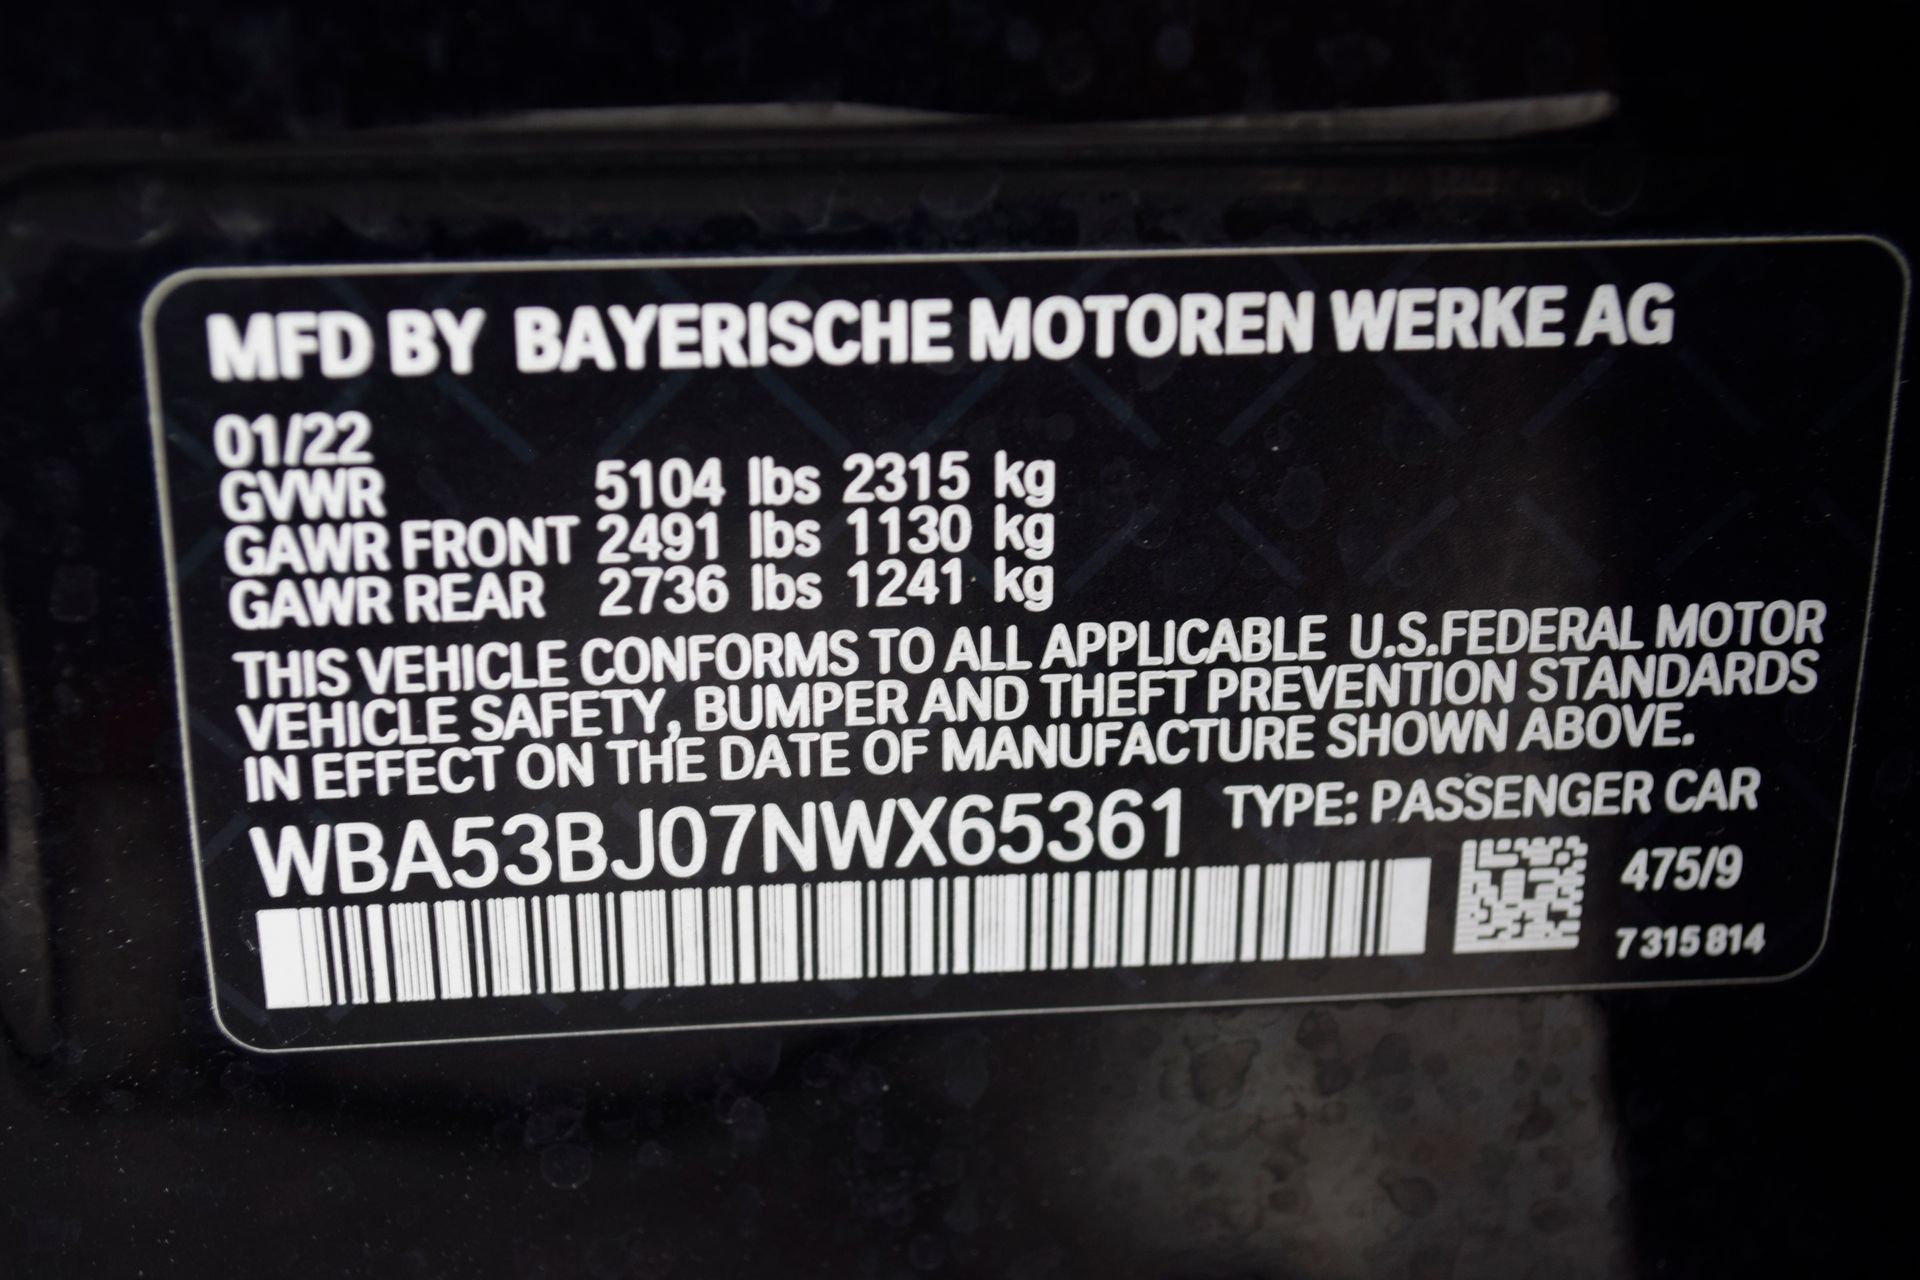 MFD BY BAYERISCHE MOTOREN WERKE AG
01/22
GVWR 5104 lbs 2315 kg
GAWR FRONT 2491 lbs 1130 kg
GAWR REAR 2736 lbs 1241 kg
THIS VEHICLE CONFORMS TO ALL APPLICABLE U.S.FEDERAL MOTOR
VEHICLE SAFETY, BUMPER AND THEFT PREVENTION STANDARDS
IN EFFECT ON THE DATE OF MANUFACTURE SHOWN ABOVE.
WBA53BJ07NWX65361 TYPE: PASSENGER CAR
475/9
7 315 814